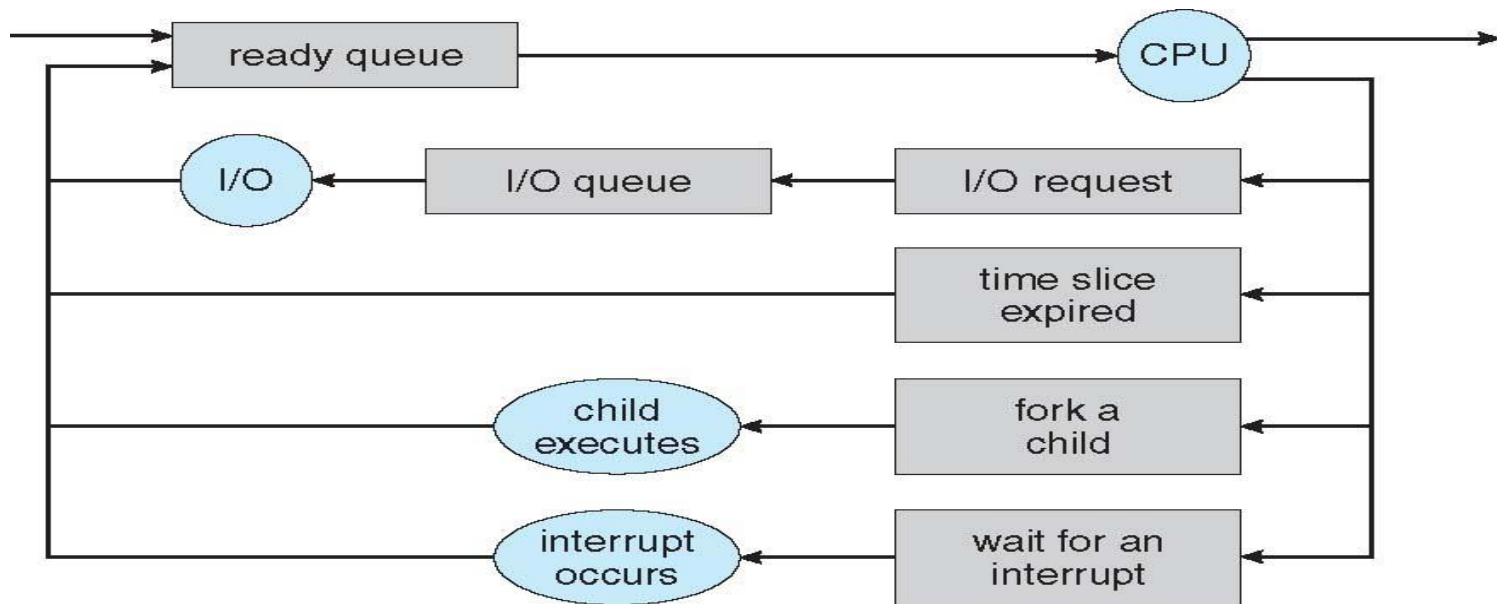 ready queue
CPU
I/O
I/O queue
I/O request
time slice
expired
child
executes
fork a
child
interrupt
occurs
wait for an
interrupt